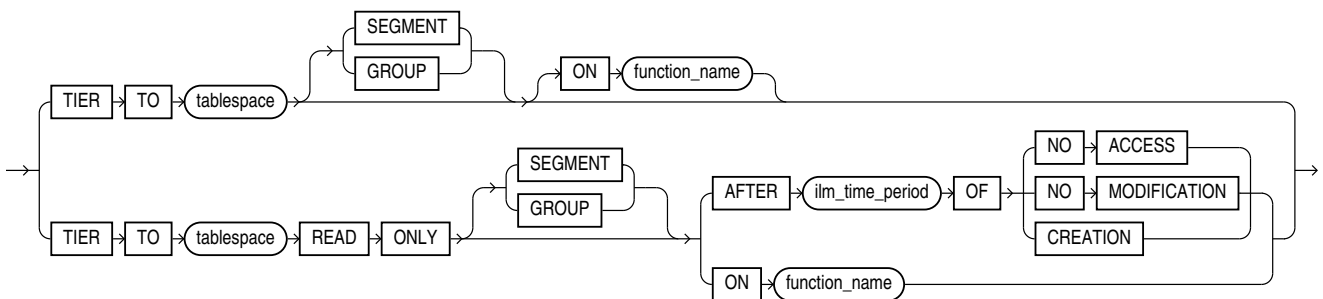 SEGMENT
GROUP
TIER TO tablespace ON function_name
SEGMENT
GROUP
NO ACCESS
AFTER ilm_time_period OF NO MODIFICATION
CREATION
TIER TO tablespace READ ONLY
ON function_name